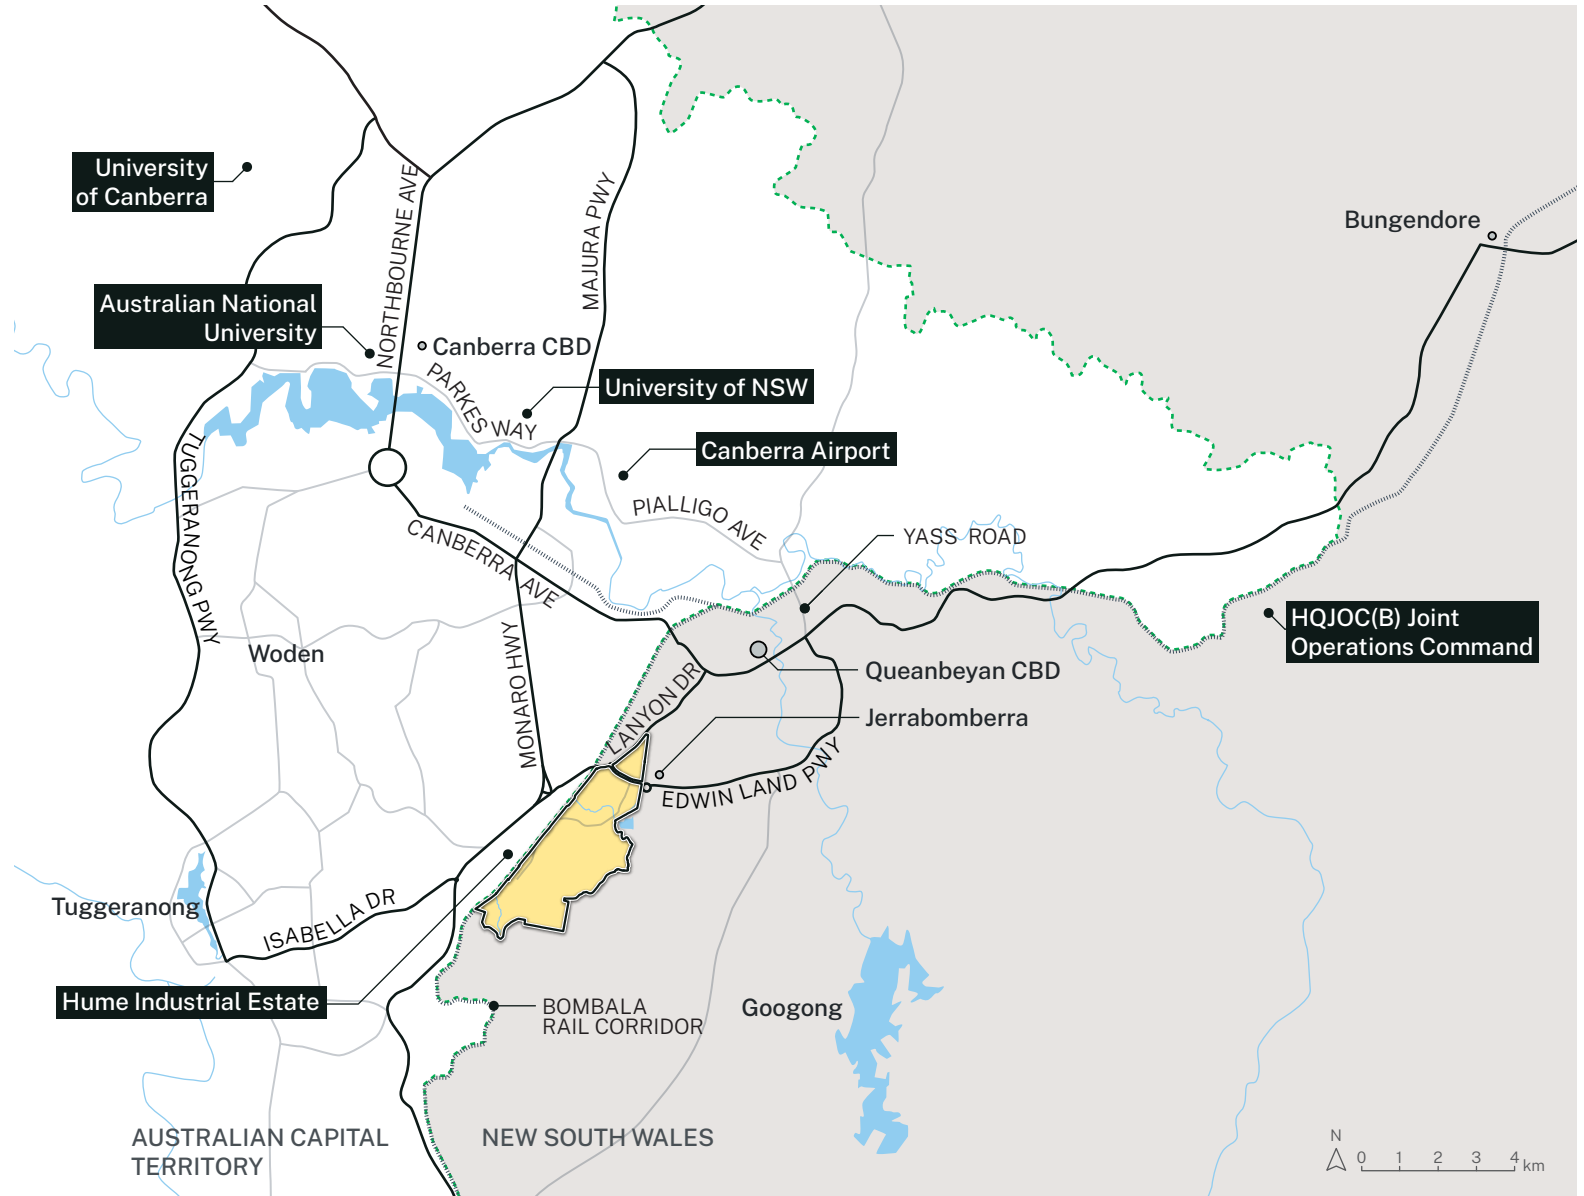 University
of Canberra
NORTHBOURNE AVE
MAJURA PWY
Bungendore
Australian National
University
Canberra CBD
PARKES WAY
University of NSW
TUGGERANONG PWY
Canberra Airport
PIALLIGO AVE
CANBERRA AVE
YASS ROAD
HQJOC(B) Joint
Operations Command
Woden
MONARO HWY
LANYON DR
Queanbeyan CBD
Jerrabomberra
EDWIN LAND PWY
Tuggeranong
ISABELLA DR
Hume Industrial Estate
BOMBALA
RAIL CORRIDOR
Googong
AUSTRALIAN CAPITAL
TERRITORY
NEW SOUTH WALES
N
0 1 2 3 4 km